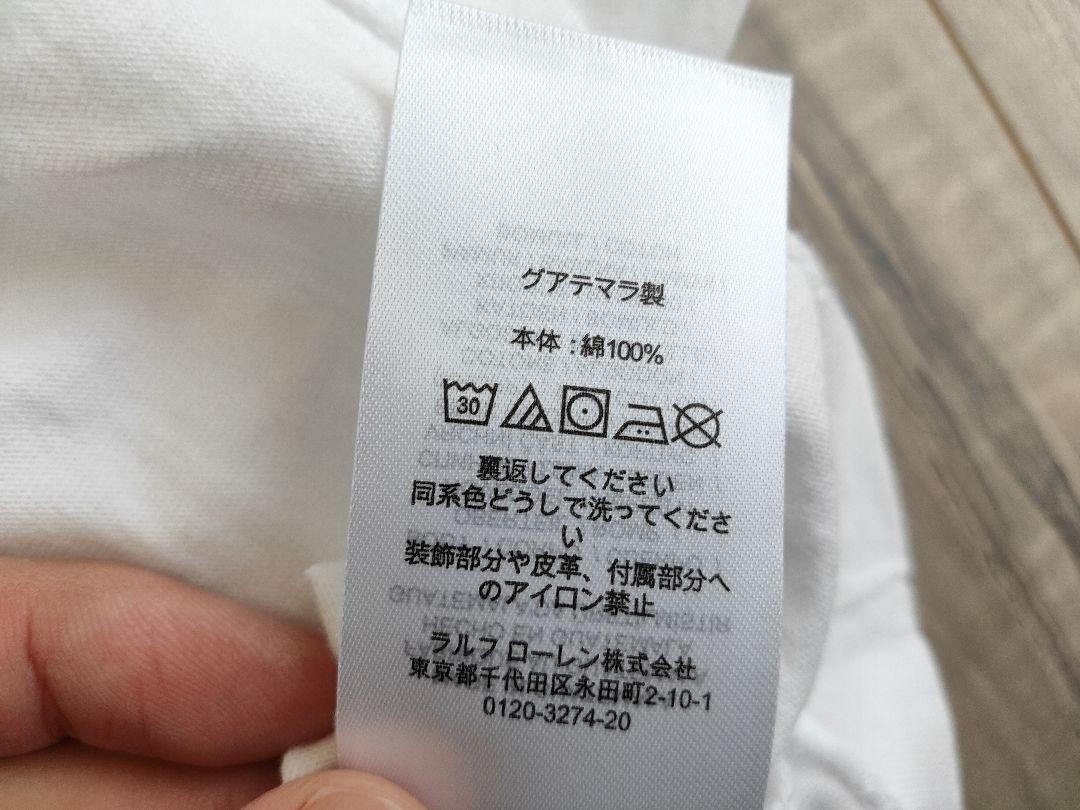 グアテマラ製
本体 : 綿100%
30
裏返してください
同系色どうしで洗ってくださ
い
装飾部分や皮革、付属部分へ
のアイロン禁止
ラルフ ローレン株式会社
東京都千代田区永田町2-10-1
0120-3274-20